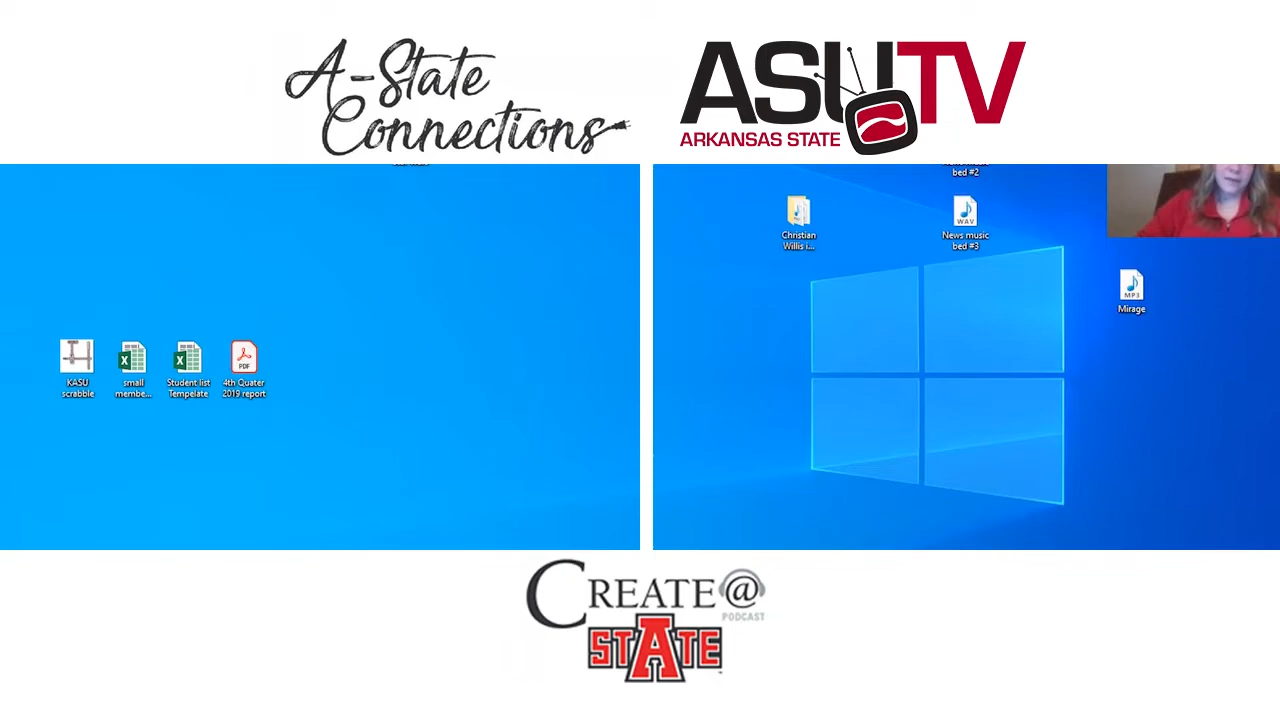 A-State
Connections
ASUTV
ARKANSAS STATE
bed #2
Christian
Willis i...
News music
bed #3
WAV
MP3
Mirage
KASU
scrabble
small
membe...
Student list
Tempelate
PDF
4th Quater
2019 report
CREATE@
PODCAST
STATE